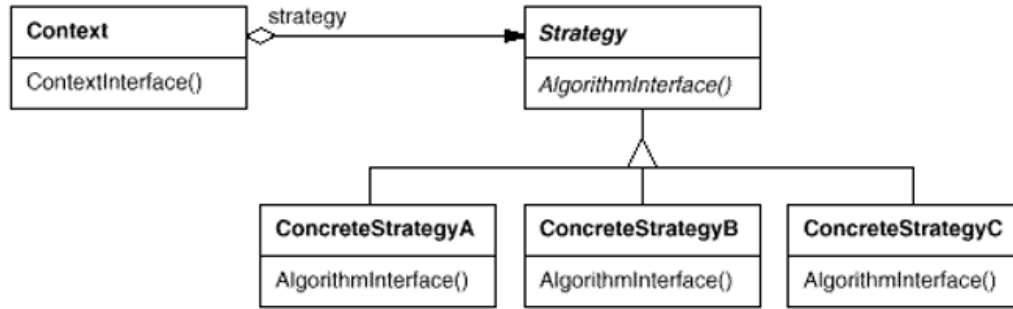 Context
ContextInterface()
strategy
Strategy
AlgorithmInterface()
ConcreteStrategyA
AlgorithmInterface()
ConcreteStrategyB
AlgorithmInterface()
ConcreteStrategyC
AlgorithmInterface()